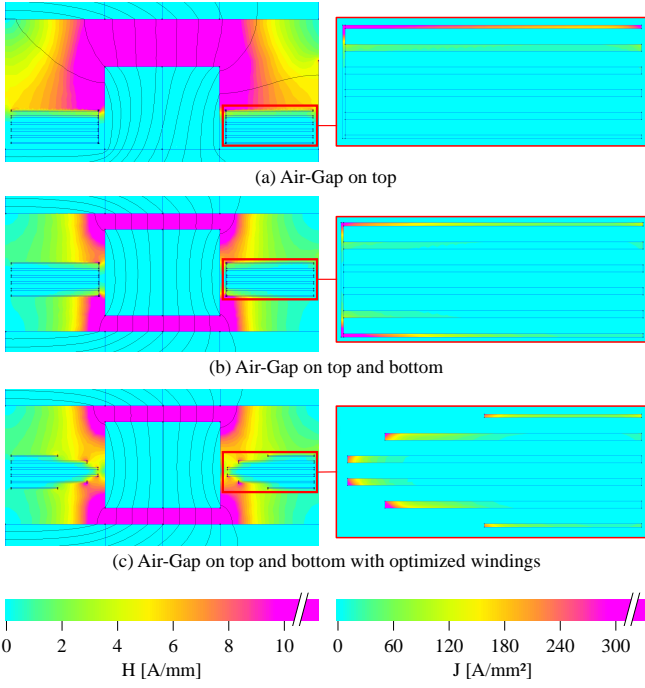 (a) Air-Gap on top
(b) Air-Gap on top and bottom
(c) Air-Gap on top and bottom with optimized windings
0 2 4 6 8 10
H [A/mm]
0 60 120 180 240 300
J [A/mm²]